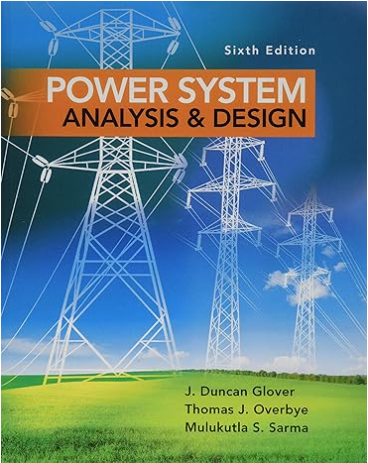 Sixth Edition
POWER SYSTEM
ANALYSIS & DESIGN
J. Duncan Glover
Thomas J. Overbye
Mulukutla S. Sarma